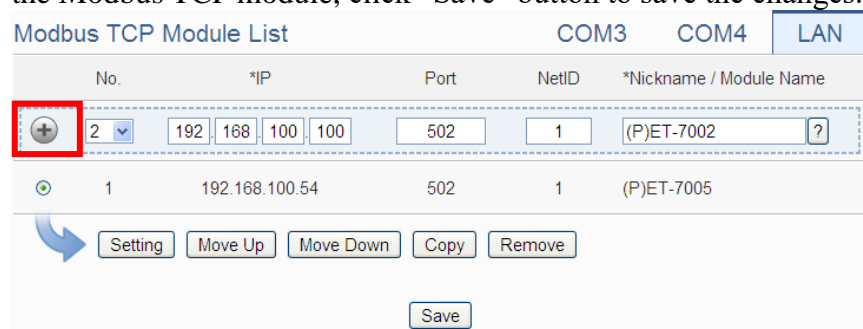 the Modbus TCP module, click "Save" button to save the changes.
Modbus TCP Module List COM3 COM4 LAN
No. *IP Port NetID *Nickname / Module Name
2 192 . 168 . 100 . 100 502 1 (P)ET-7002 ?
1 192.168.100.54 502 1 (P)ET-7005
Setting Move Up Move Down Copy Remove
Save